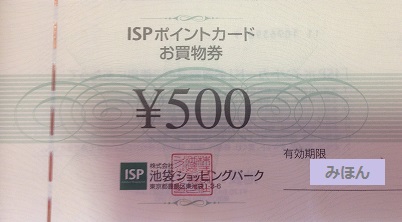 ISPポイントカード
お買物券
¥500
有効期限
みほん
ISP
株式会社
池袋ショッピングパーク